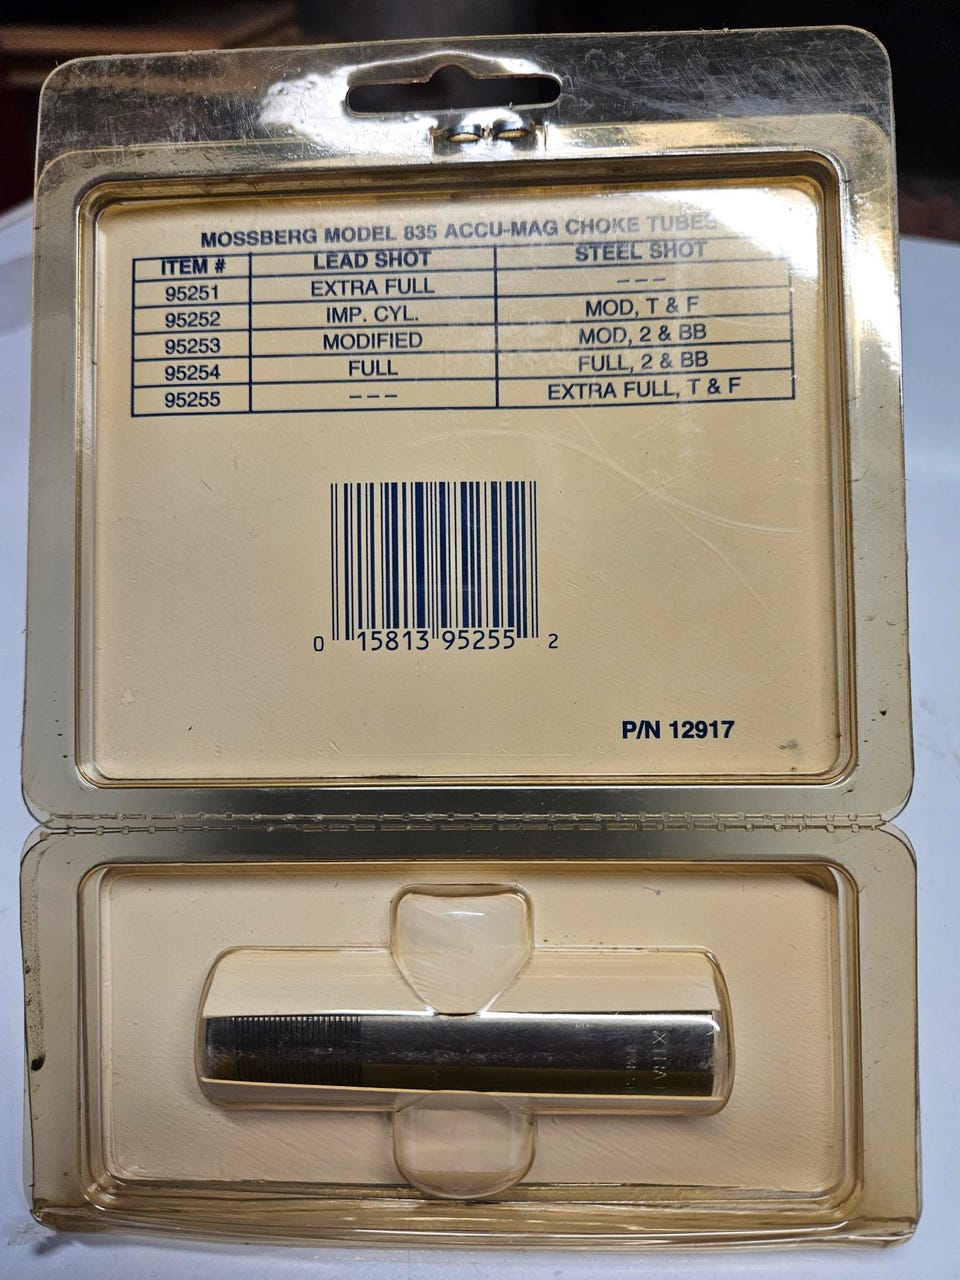 MOSSBERG MODEL 835 ACCU-MAG CHOKE TUBES
ITEM # LEAD SHOT STEEL SHOT
95251 EXTRA FULL ---
95252 IMP. CYL. MOD, T & F
95253 MODIFIED MOD, 2 & BB
95254 FULL FULL, 2 & BB
95255 --- EXTRA FULL, T & F
0 15813 95255 2
P/N 12917